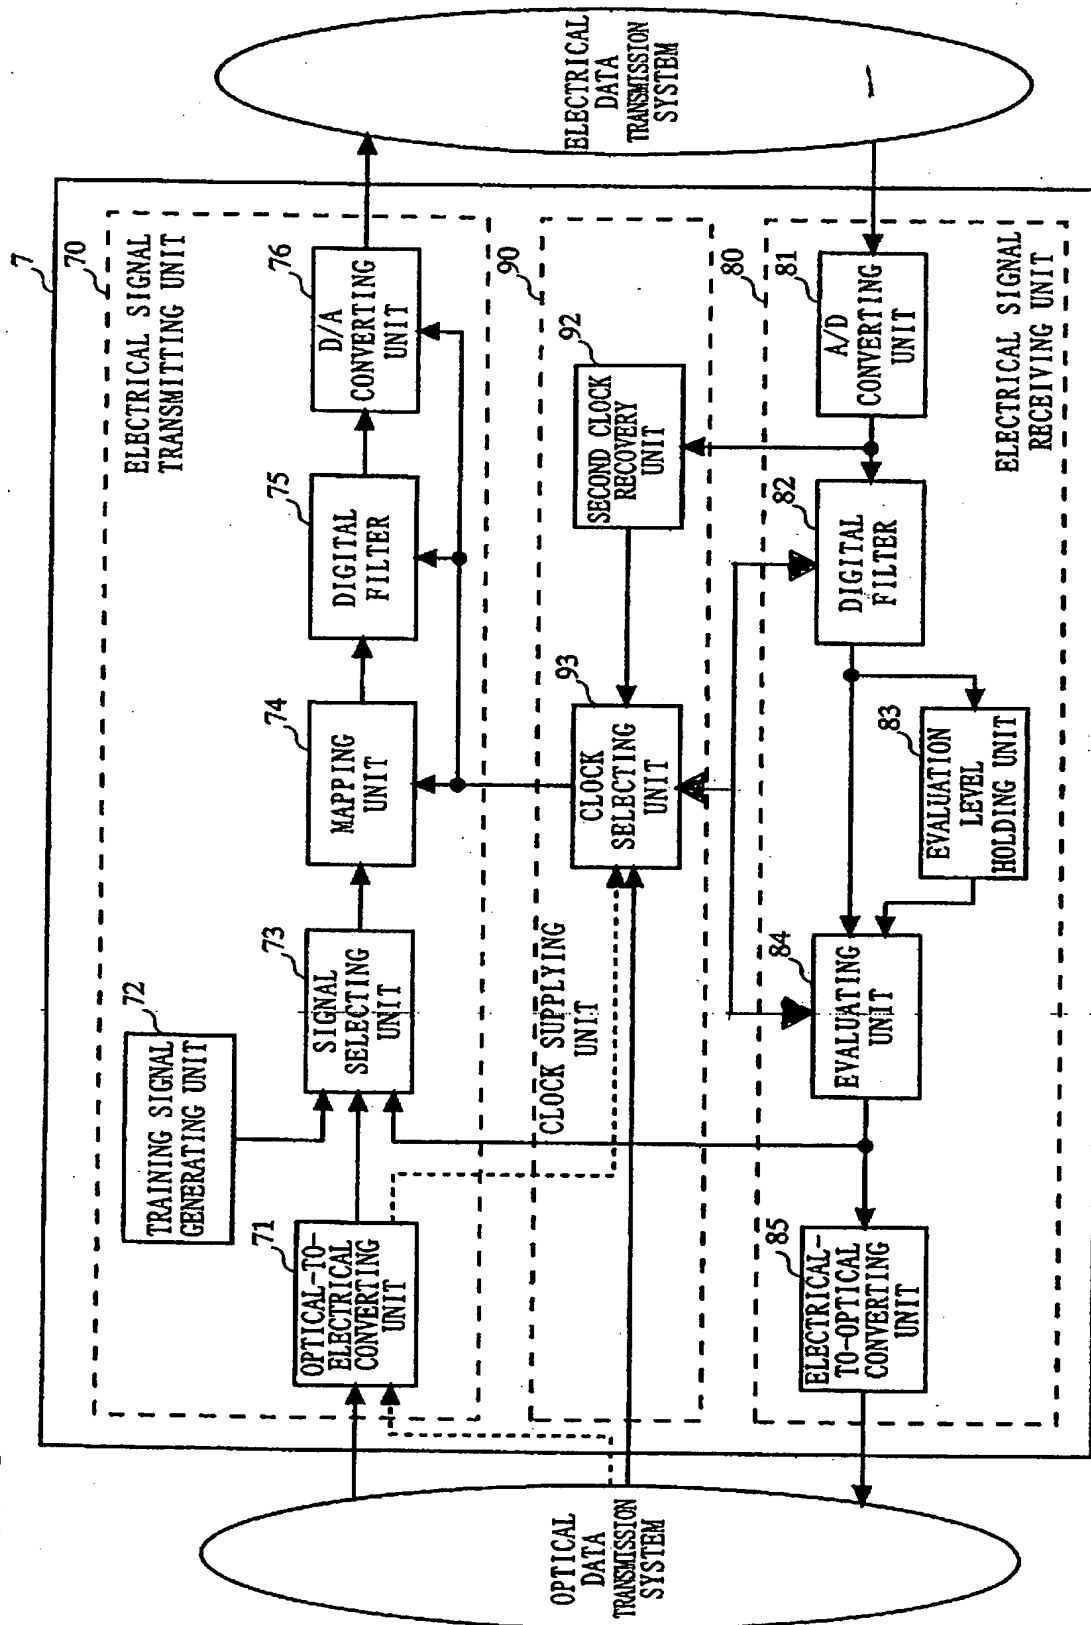 7
70
ELECTRICAL SIGNAL
TRANSMITTING UNIT
72
TRAINING SIGNAL
GENERATING UNIT
71
OPTICAL-TO-
ELECTRICAL
CONVERTING
UNIT
73
SIGNAL
SELECTING
UNIT
74
MAPPING
UNIT
75
DIGITAL
FILTER
76
D/A
CONVERTING
UNIT
OPTICAL
DATA
TRANSMISSION
SYSTEM
ELECTRICAL
DATA
TRANSMISSION
SYSTEM
90
CLOCK SUPPLYING
UNIT
93
CLOCK
SELECTING
UNIT
92
SECOND CLOCK
RECOVERY
UNIT
80
85
ELECTRICAL-
TO-OPTICAL
CONVERTING
UNIT
84
EVALUATING
UNIT
83
EVALUATION
LEVEL
HOLDING UNIT
82
DIGITAL
FILTER
81
A/D
CONVERTING
UNIT
ELECTRICAL SIGNAL
RECEIVING UNIT